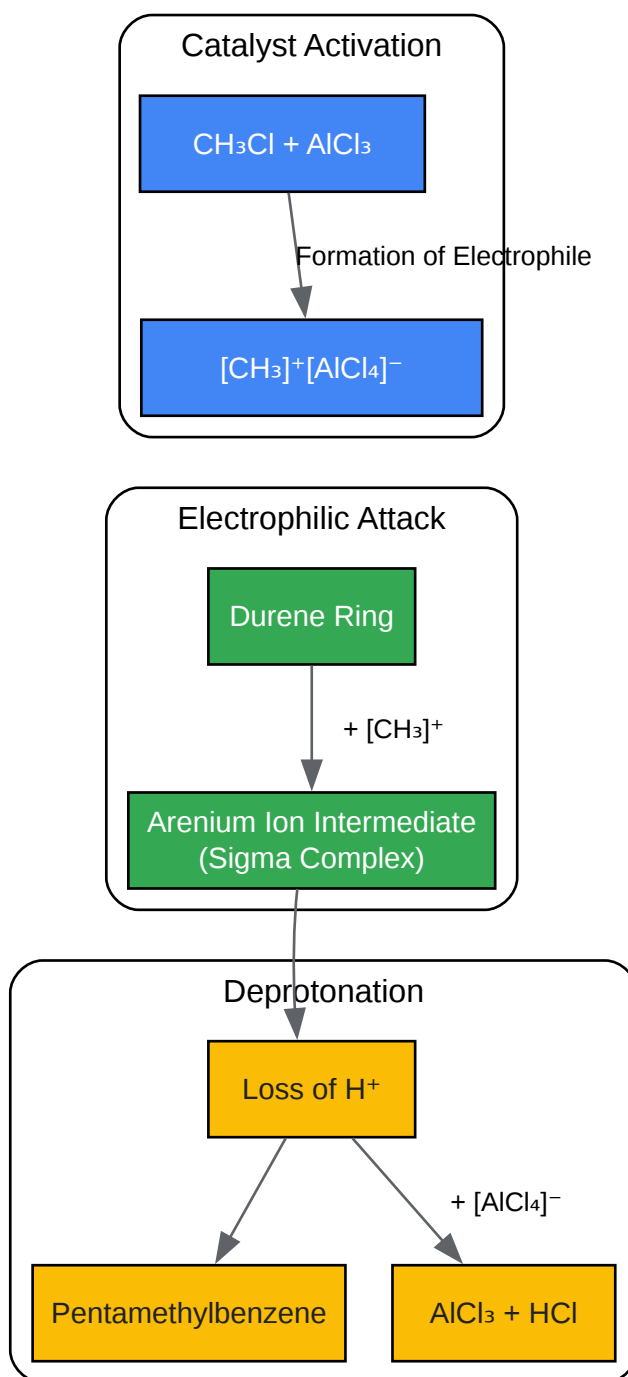 Catalyst Activation
CH₃Cl + AlCl₃
Formation of Electrophile
[CH₃]⁺[AlCl₄]⁻
Electrophilic Attack
Durene Ring
+ [CH₃]⁺
Arenium Ion Intermediate
(Sigma Complex)
Deprotonation
Loss of H⁺
+ [AlCl₄]⁻
Pentamethylbenzene
AlCl₃ + HCl